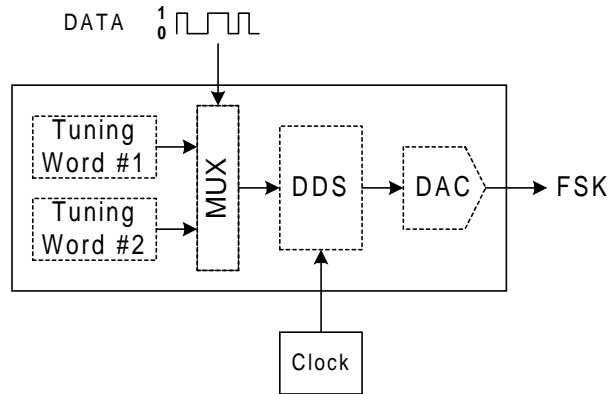 DATA
1
0
Tuning
Word #1
Tuning
Word #2
MUX
DDS
DAC
FSK
Clock